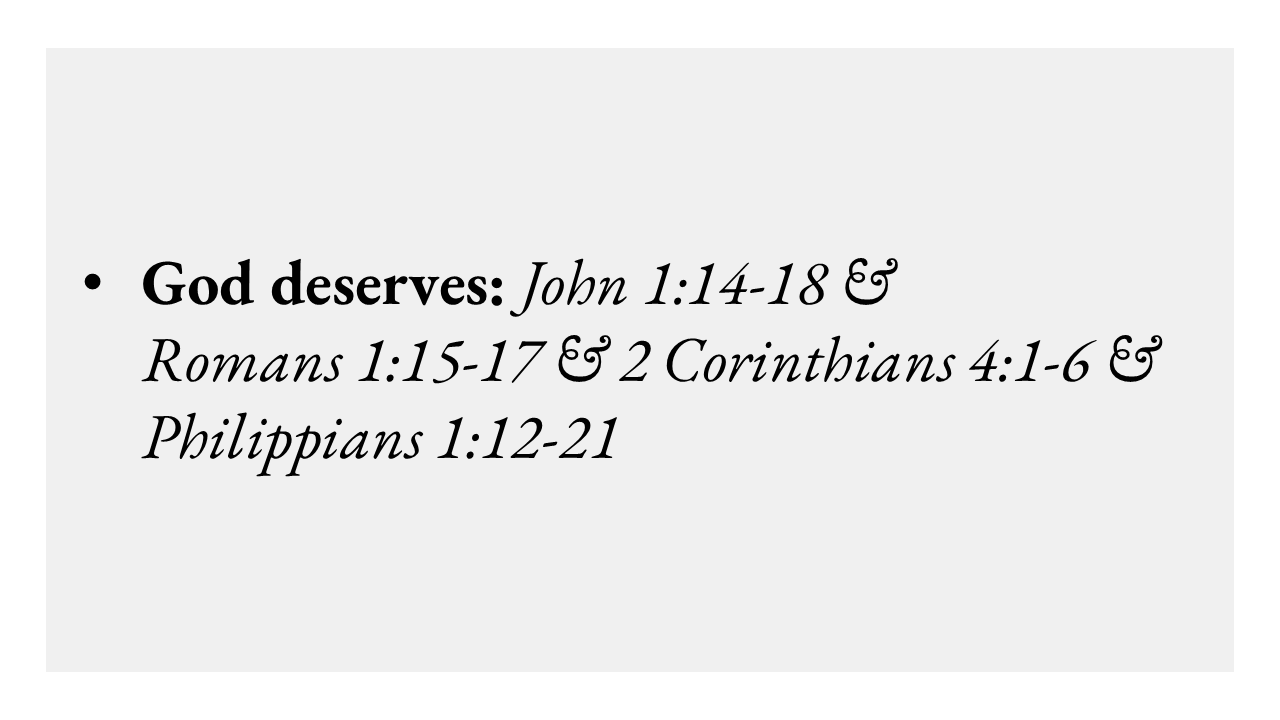 • God deserves: John 1:14-18 &
Romans 1:15-17 & 2 Corinthians 4:1-6 &
Philippians 1:12-21